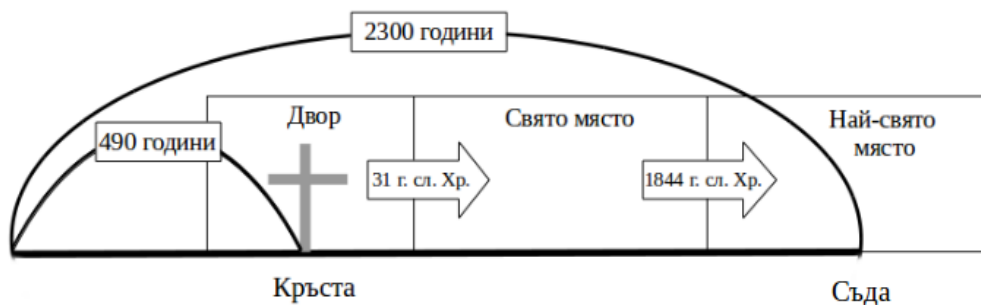 2300 години
490 години
Двор
Свято място
Най-свято
място
31 г. сл. Хр.
1844 г. сл. Хр.
Кръста
Съда